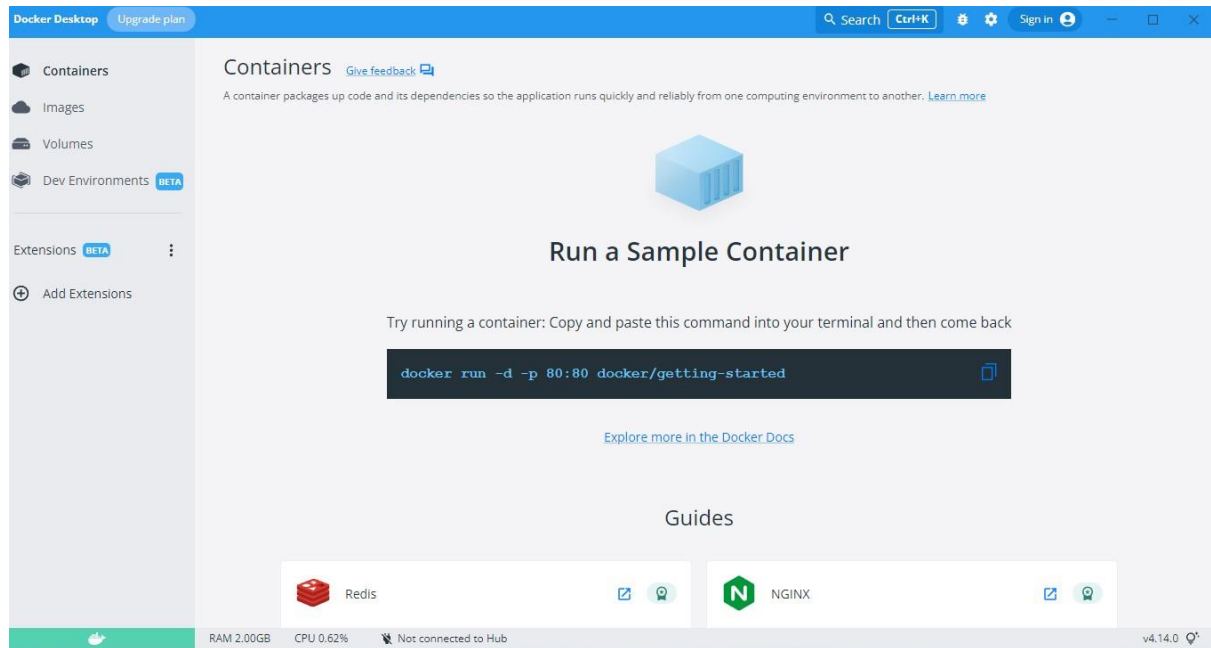 Docker Desktop Upgrade plan Search Ctrl+K Sign in
Containers
Images
Volumes
Dev Environments BETA
Extensions BETA
Add Extensions
Containers Give feedback
A container packages up code and its dependencies so the application runs quickly and reliably from one computing environment to another. Learn more
Run a Sample Container
Try running a container: Copy and paste this command into your terminal and then come back
docker run -d -p 80:80 docker/getting-started
Explore more in the Docker Docs
Guides
Redis
N NGINX
RAM 2.00GB CPU 0.62% Not connected to Hub v4.14.0